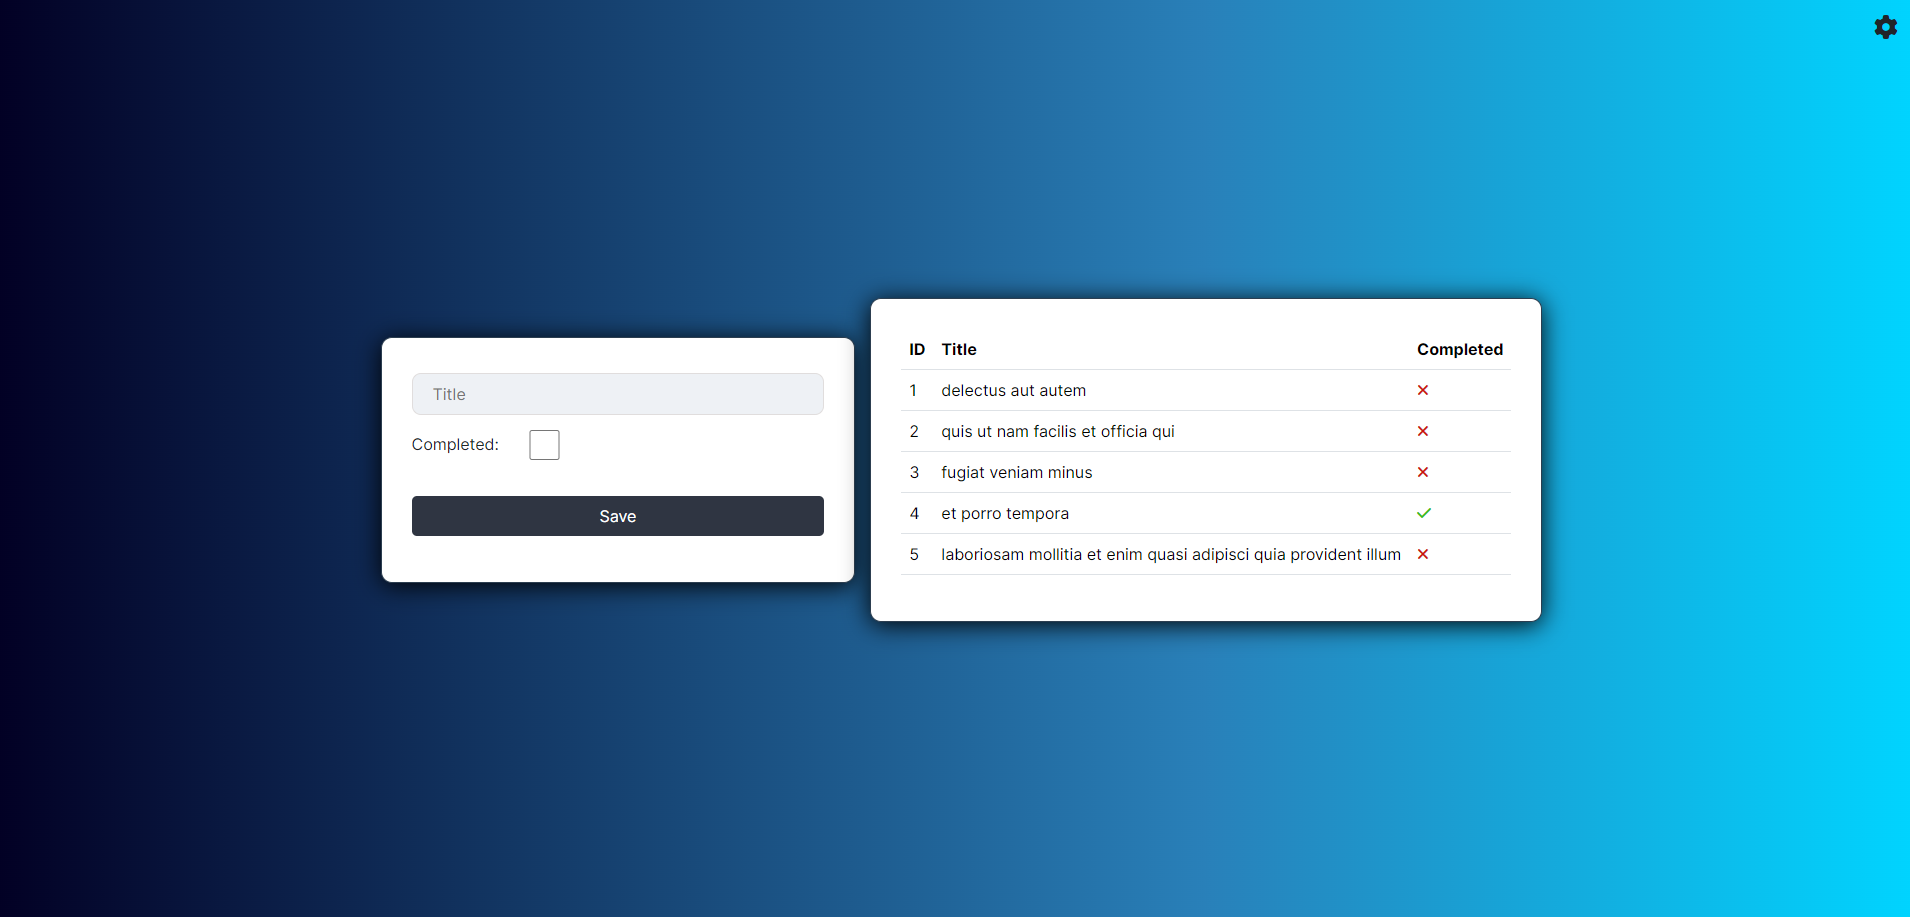 Title
Completed:
Save
ID Title Completed
1 delectus aut autem
2 quis ut nam facilis et officia qui
3 fugiat veniam minus
4 et porro tempora
5 laboriosam mollitia et enim quasi adipisci quia provident illum